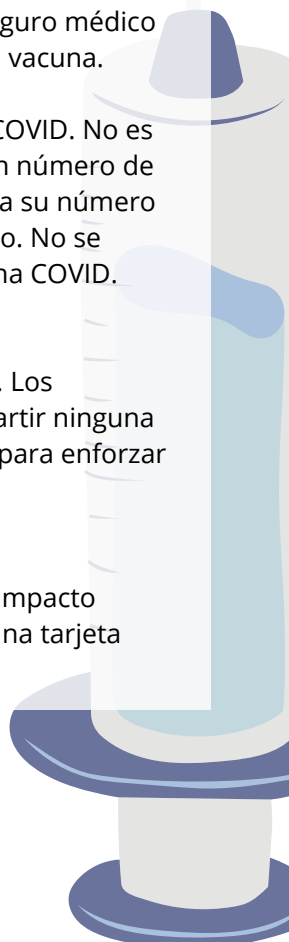 guro médico
vacuna.
COVID. No es
número de
a su número
o. No se
na COVID.
. Los
artir ninguna
para enforzar
mpacto
na tarjeta